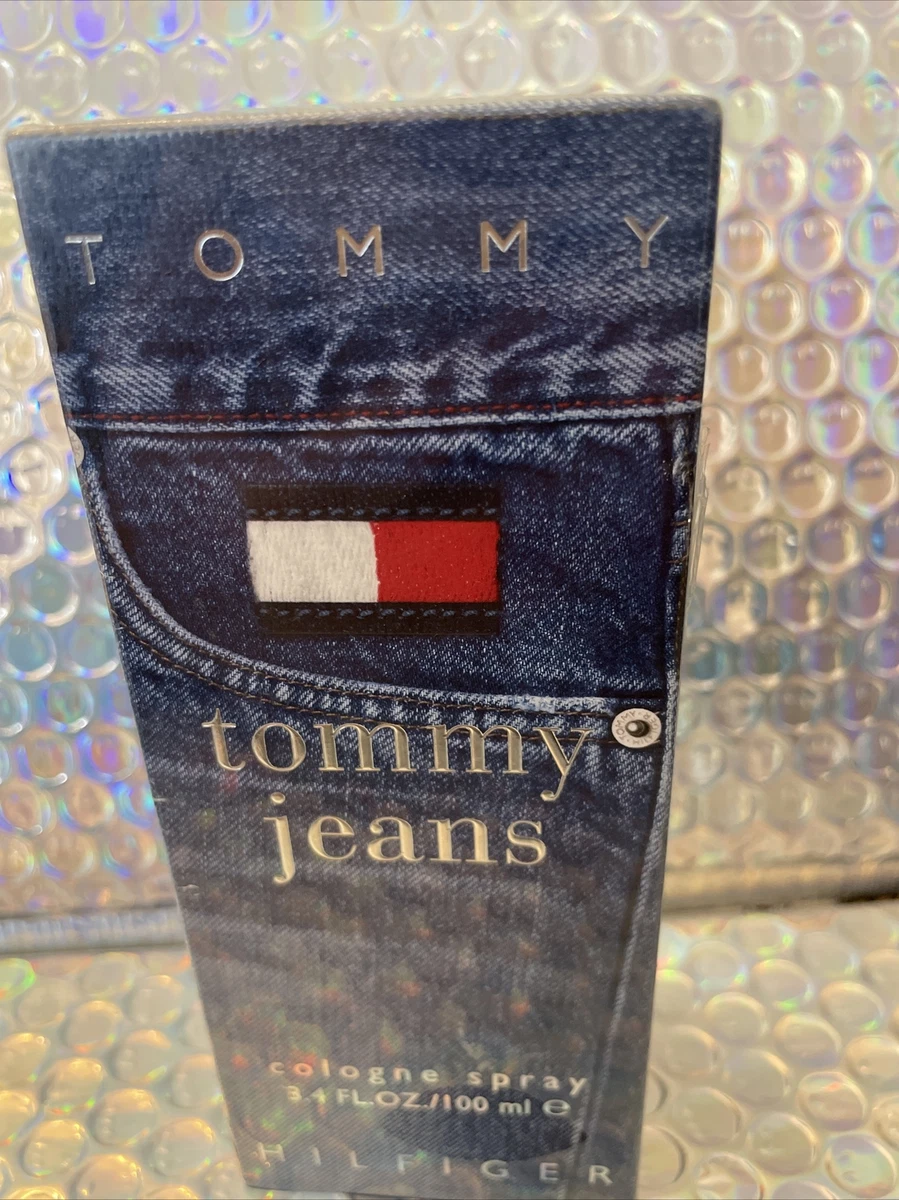 TOMMY
tommy
jeans
cologne spray
3.4 FL.OZ./100 ml ℮
HILFIGER